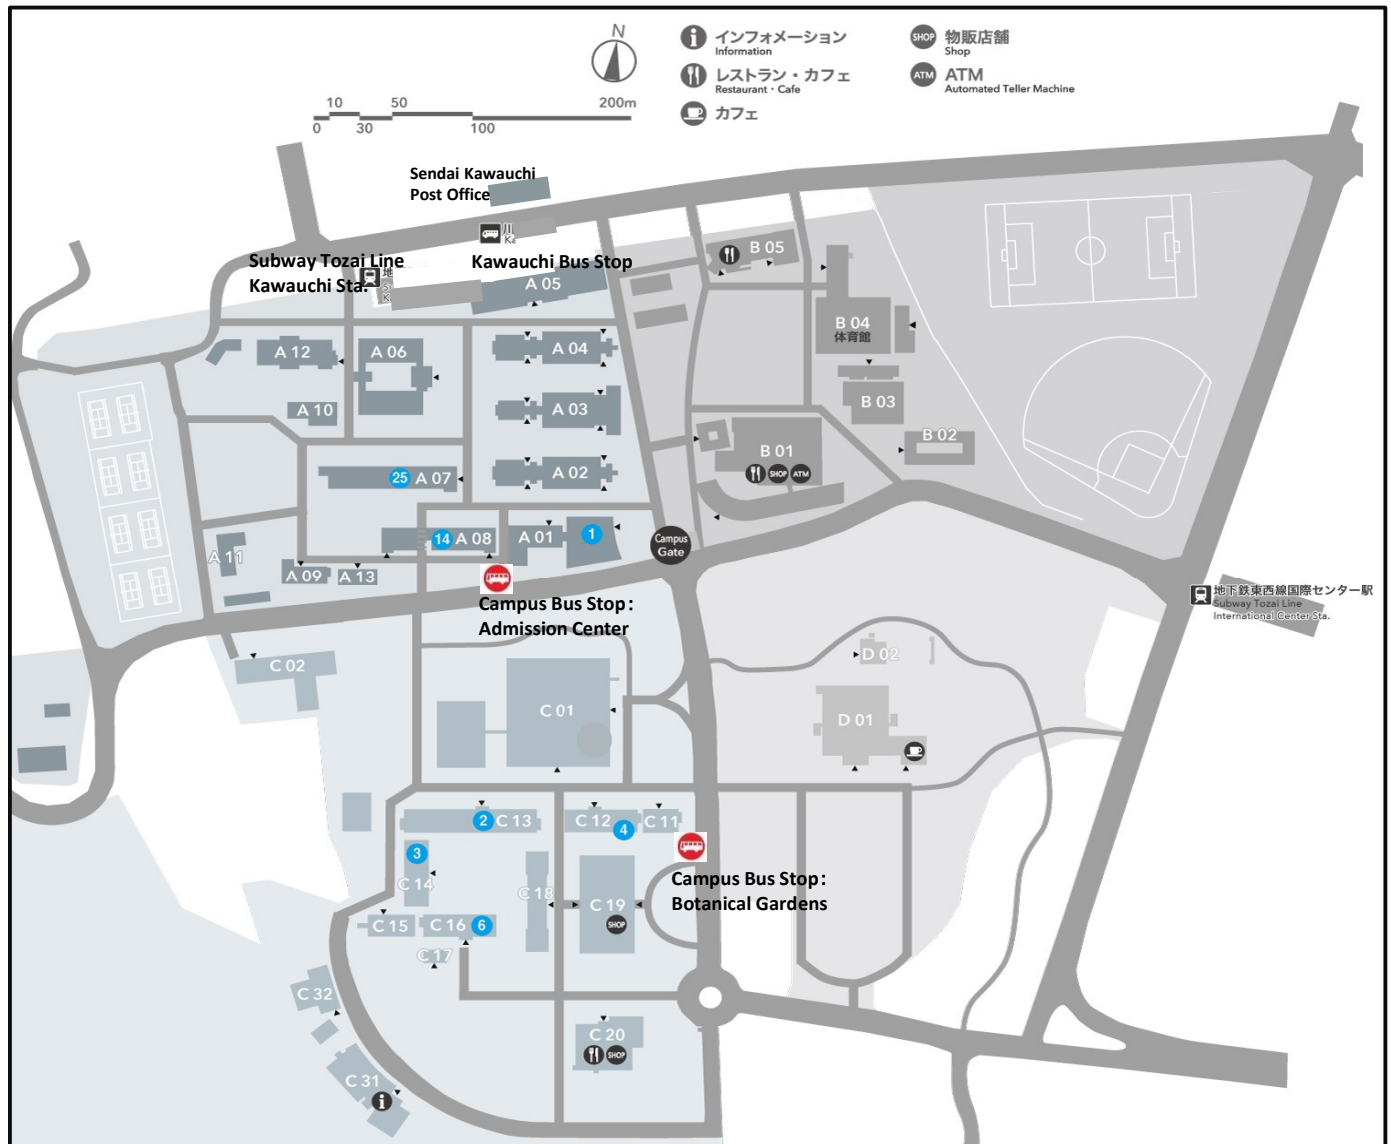 N
インフォメーション
Information
レストラン・カフェ
Restaurant・Cafe
カフェ
SHOP
物販店舗
Shop
ATM
ATM
Automated Teller Machine
10 50 200m
0 30 100
Sendai Kawauchi
Post Office
川
Subway Tozai Line
Kawauchi Sta.
地
Kawauchi Bus Stop
A 05
B 05
B 04
体育館
A 12
A 06
A 04
A 10
A 03
B 03
B 02
B 01
SHOP
ATM
25
A 07
A 02
14
A 08
A 01
1
Campus
Gate
A 11
A 09
A 13
Campus Bus Stop:
Admission Center
地下鉄東西線国際センター駅
Subway Tozai Line
International Center Sta.
C 02
C 01
D 02
D 01
2
C 13
C 12
4
C 11
3
C 14
Campus Bus Stop:
Botanical Gardens
C 18
C 19
SHOP
C 15
C 16
6
C 17
C 32
C 20
SHOP
C 31